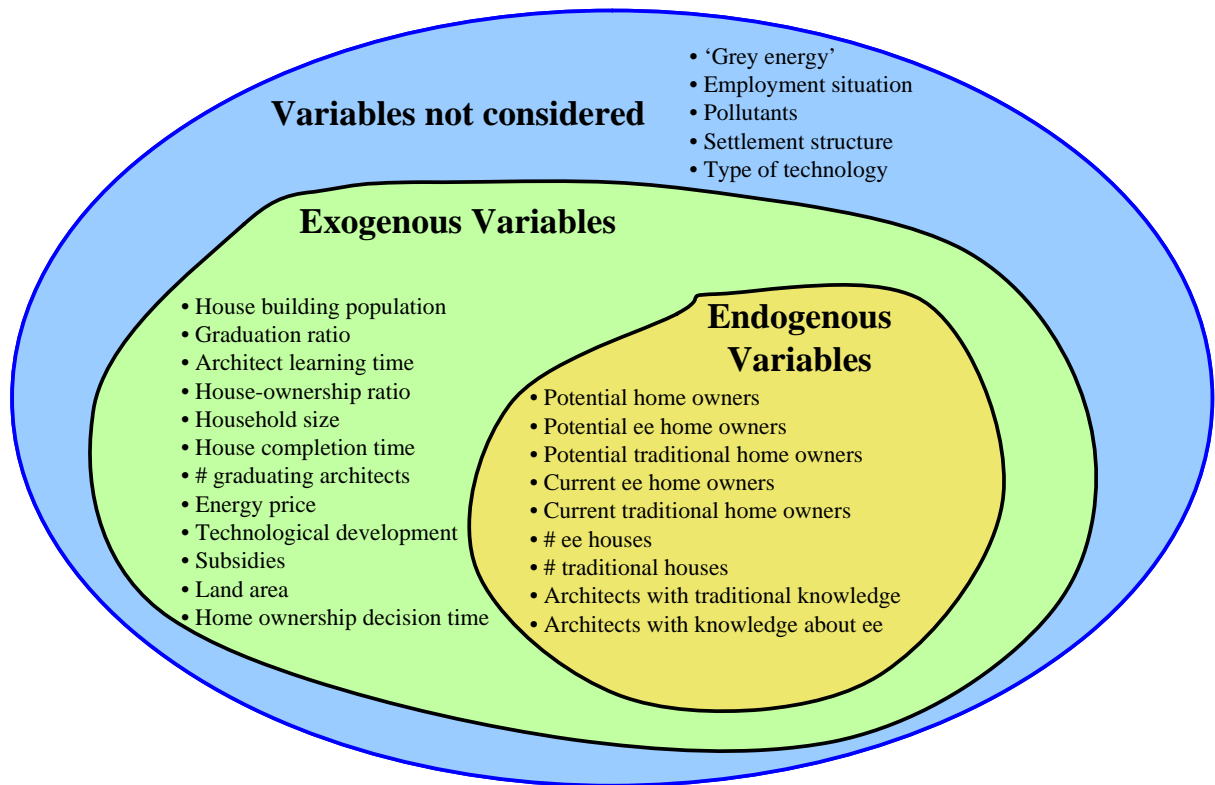 Variables not considered
• ‘Grey energy’
• Employment situation
• Pollutants
• Settlement structure
• Type of technology
Exogenous Variables
• House building population
• Graduation ratio
• Architect learning time
• House-ownership ratio
• Household size
• House completion time
• # graduating architects
• Energy price
• Technological development
• Subsidies
• Land area
• Home ownership decision time
Endogenous
Variables
• Potential home owners
• Potential ee home owners
• Potential traditional home owners
• Current ee home owners
• Current traditional home owners
• # ee houses
• # traditional houses
• Architects with traditional knowledge
• Architects with knowledge about ee